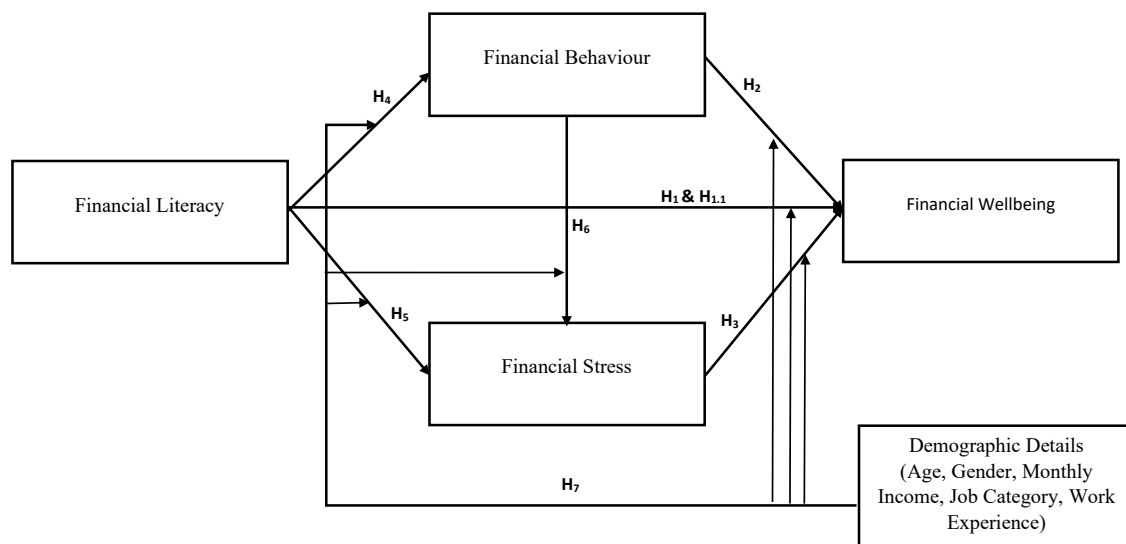 Financial Behaviour
H2
H4
Financial Literacy
H1 & H1.1
Financial Wellbeing
H6
H5
H3
Financial Stress
Demographic Details
(Age, Gender, Monthly
Income, Job Category, Work
Experience)
H7